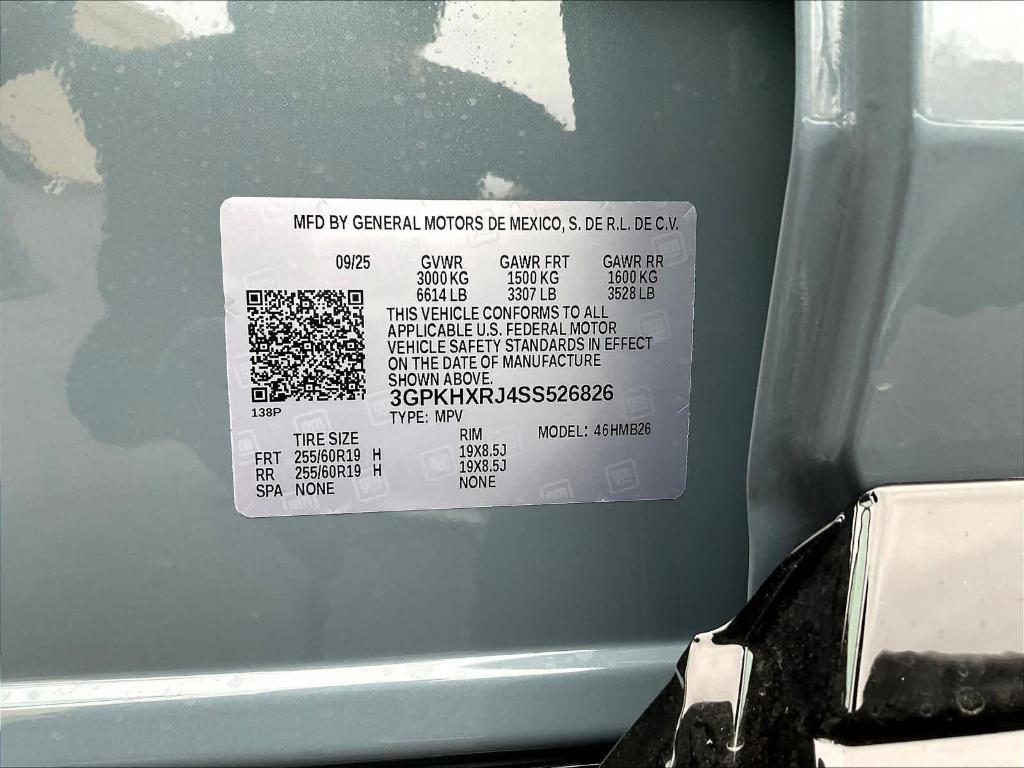 MFD BY GENERAL MOTORS DE MEXICO, S. DE R.L. DE C.V.
09/25 GVWR GAWR FRT GAWR RR
3000 KG 1500 KG 1600 KG
6614 LB 3307 LB 3528 LB
THIS VEHICLE CONFORMS TO ALL
APPLICABLE U.S. FEDERAL MOTOR
VEHICLE SAFETY STANDARDS IN EFFECT
ON THE DATE OF MANUFACTURE
SHOWN ABOVE.
3GPKHXRJ4SS526826
138P
TYPE: MPV
TIRE SIZE RIM MODEL: 46HMB26
FRT 255/60R19 H 19X8.5J
RR 255/60R19 H 19X8.5J
SPA NONE NONE